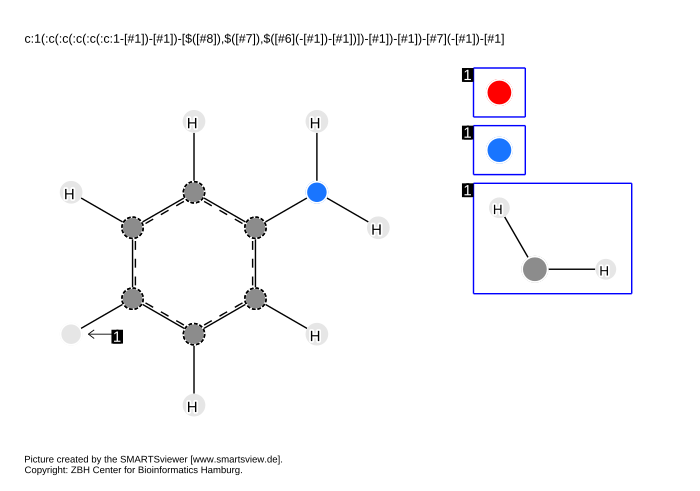 c:1(:c(:c(:c(:c(:c:1-[#1])-[#1])-[$([#8]),$([#7]),$([#6](-[#1])-[#1])])-[#1])-[#1])-[#7](-[#1])-[#1]
1
H
H
1
H
H
1
H
H
H
1
H
H
Picture created by the SMARTSviewer [www.smartsview.de].
Copyright: ZBH Center for Bioinformatics Hamburg.